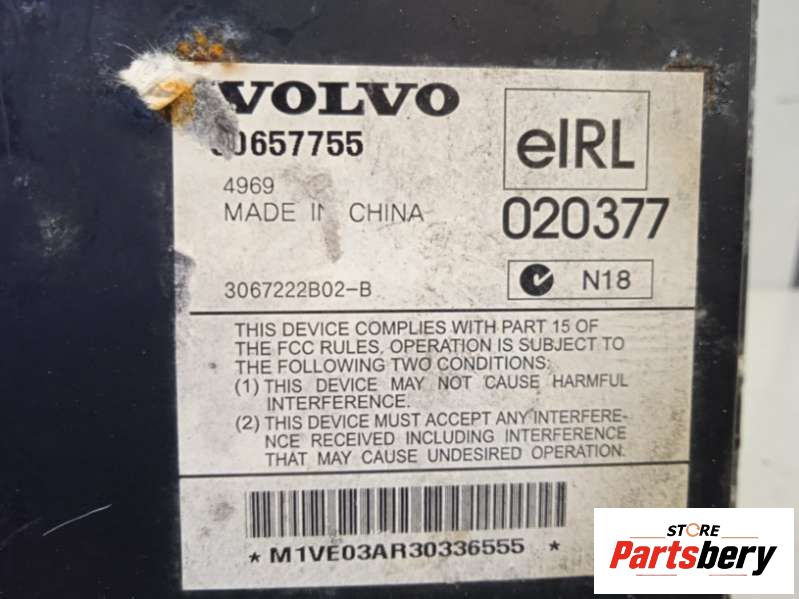 VOLVO
0657755
eIRL
4969
MADE IN CHINA
020377
3067222B02-B
N18
THIS DEVICE COMPLIES WITH PART 15 OF
THE FCC RULES, OPERATION IS SUBJECT TO
THE FOLLOWING TWO CONDITIONS:
(1) THIS DEVICE MAY NOT CAUSE HARMFUL
INTERFERENCE.
(2) THIS DEVICE MUST ACCEPT ANY INTERFERE-
NCE RECEIVED INCLUDING INTERFERENCE
THAT MAY CAUSE UNDESIRED OPERATION.
* M1VE03AR30336555 *
STORE
Partsbery